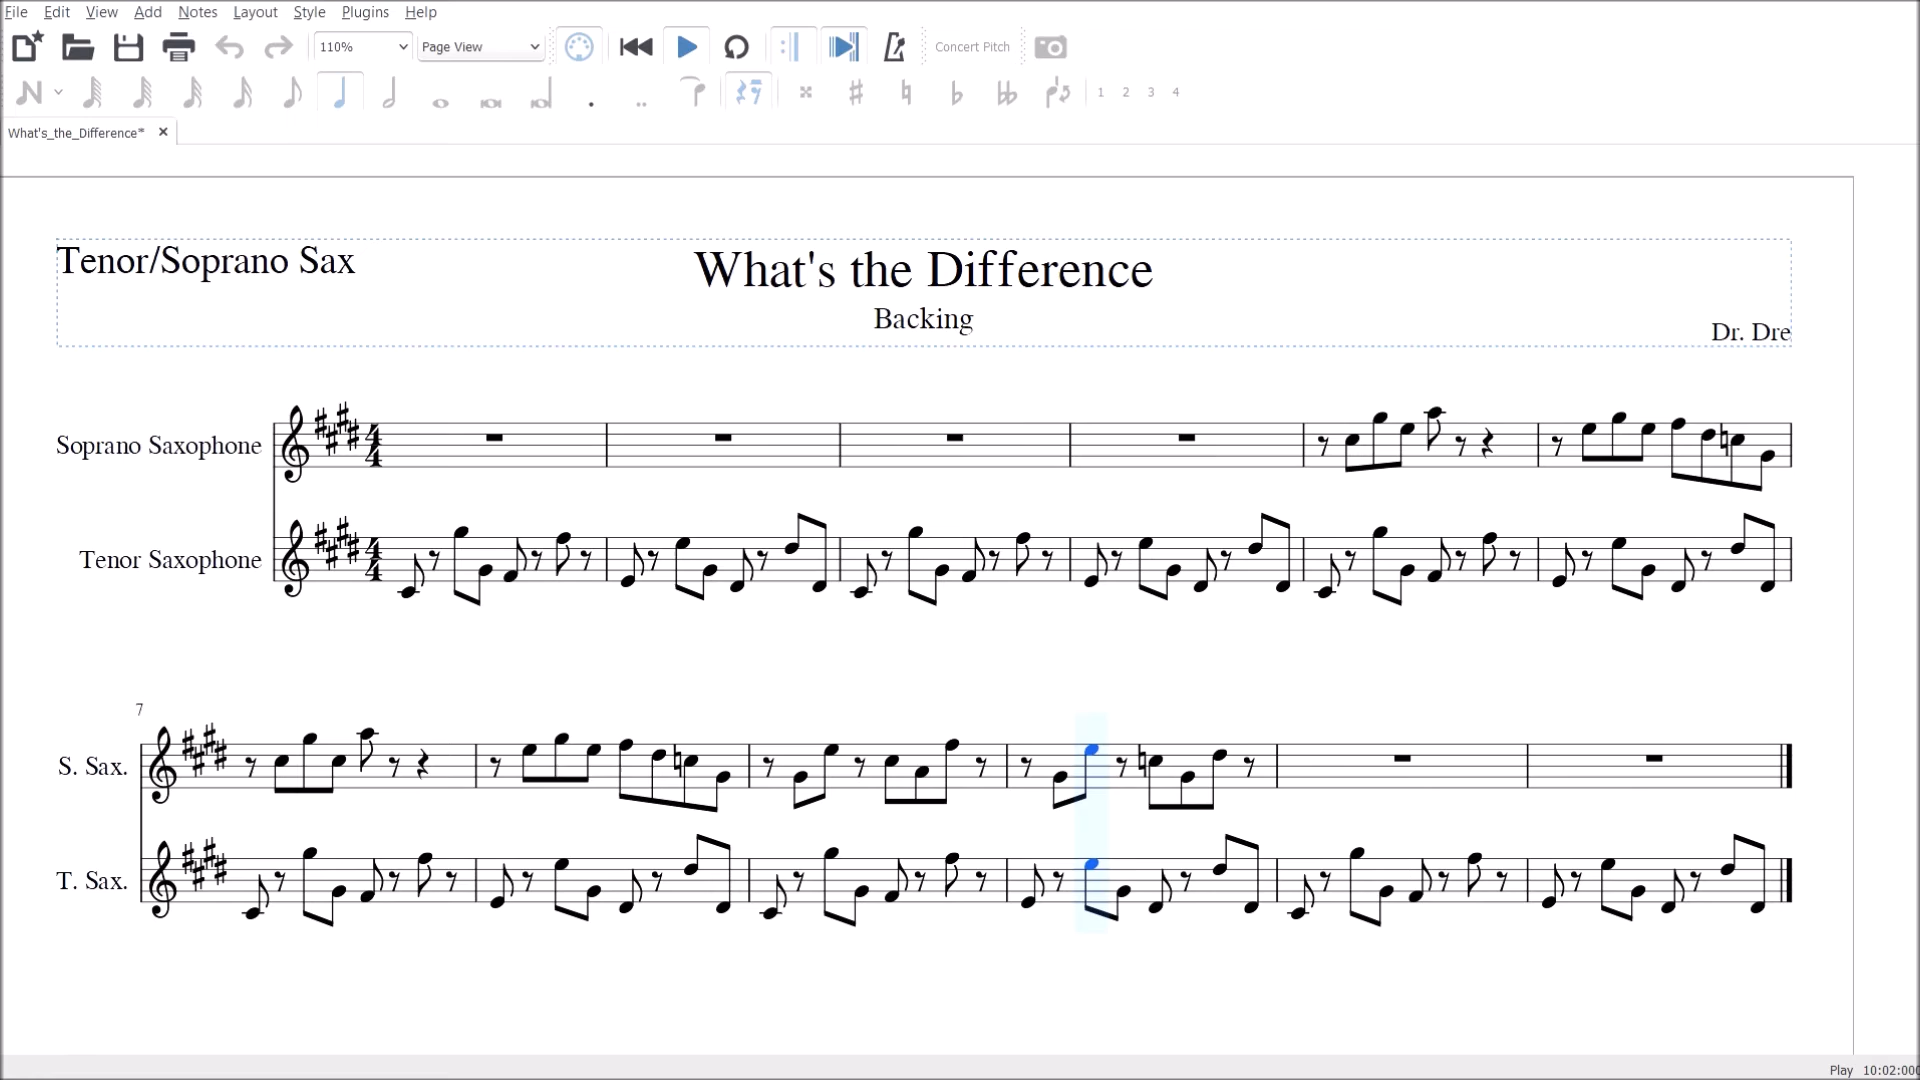 File Edit View Add Notes Layout Style Plugins Help
110% Page View Concert Pitch
1 2 3 4
What's_the_Difference*
Tenor/Soprano Sax
What's the Difference
Backing
Dr. Dre
Soprano Saxophone
Tenor Saxophone
7
S. Sax.
T. Sax.
Play 10:02:000